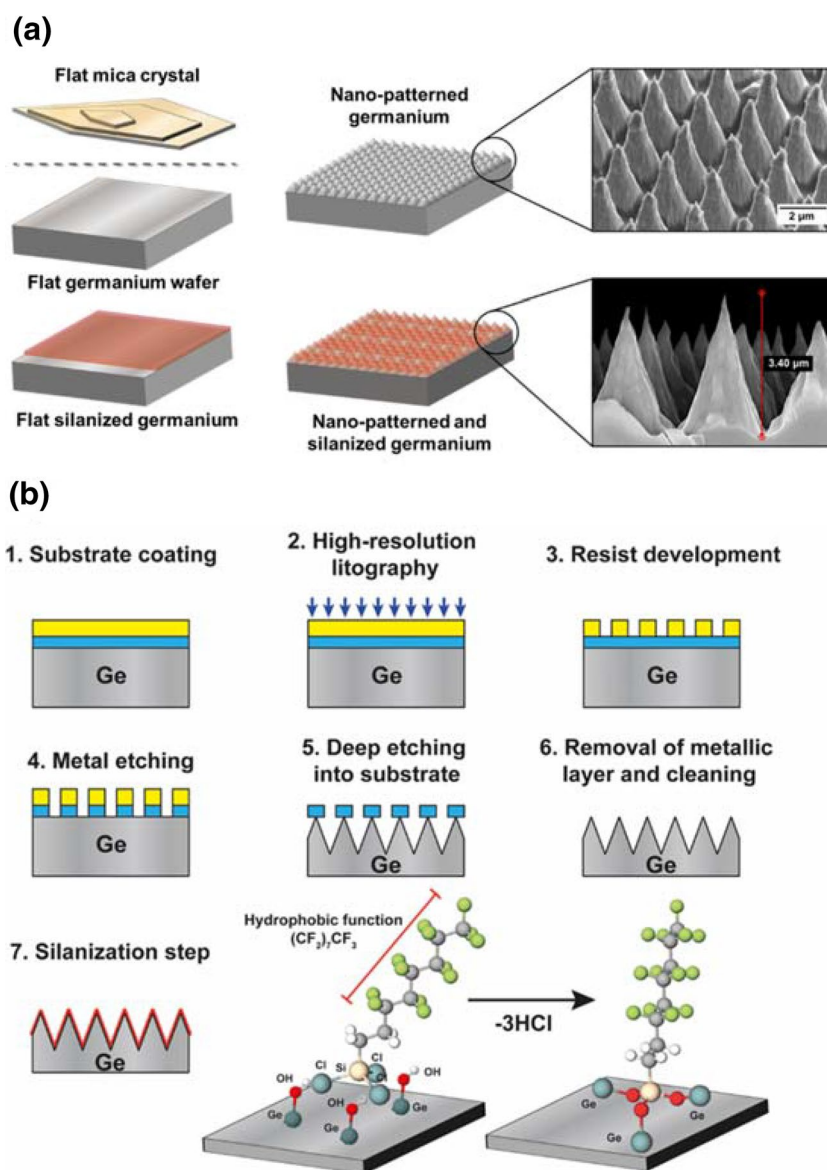 (a)
Flat mica crystal
Nano-patterned
germanium
2 µm
Flat germanium wafer
3.40 µm
Flat silanized germanium
Nano-patterned and
silanized germanium
(b)
1. Substrate coating
2. High-resolution
litography
3. Resist development
Ge
Ge
Ge
4. Metal etching
5. Deep etching
into substrate
6. Removal of metallic
layer and cleaning
Ge
Ge
Ge
7. Silanization step
Hydrophobic function
(CF₂)₇CF₃
-3HCl
Ge
Cl
Si
Cl
Cl
OH
OH
OH
Ge
Ge
Ge
Ge
Ge
Ge